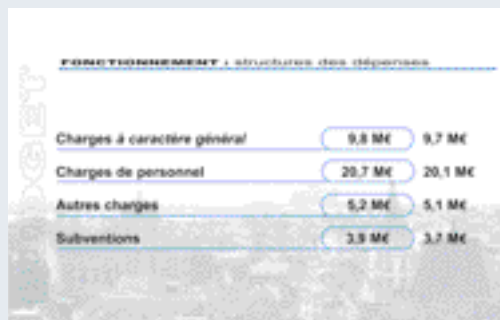 BUDGET
FONCTIONNEMENT : structures des dépenses
Charges à caractère général 9,8 M€ 9,7 M€
Charges de personnel 20,7 M€ 20,1 M€
Autres charges 5,2 M€ 5,1 M€
Subventions 3,9 M€ 3,7 M€